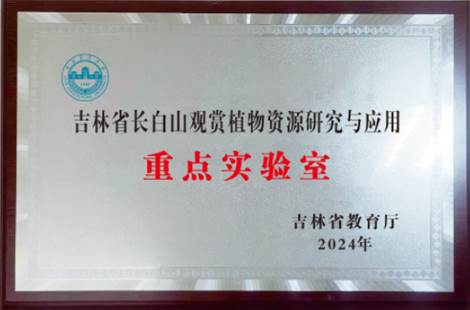 吉林省长白山观赏植物资源研究与应用
重点实验室
吉林省教育厅
2024年